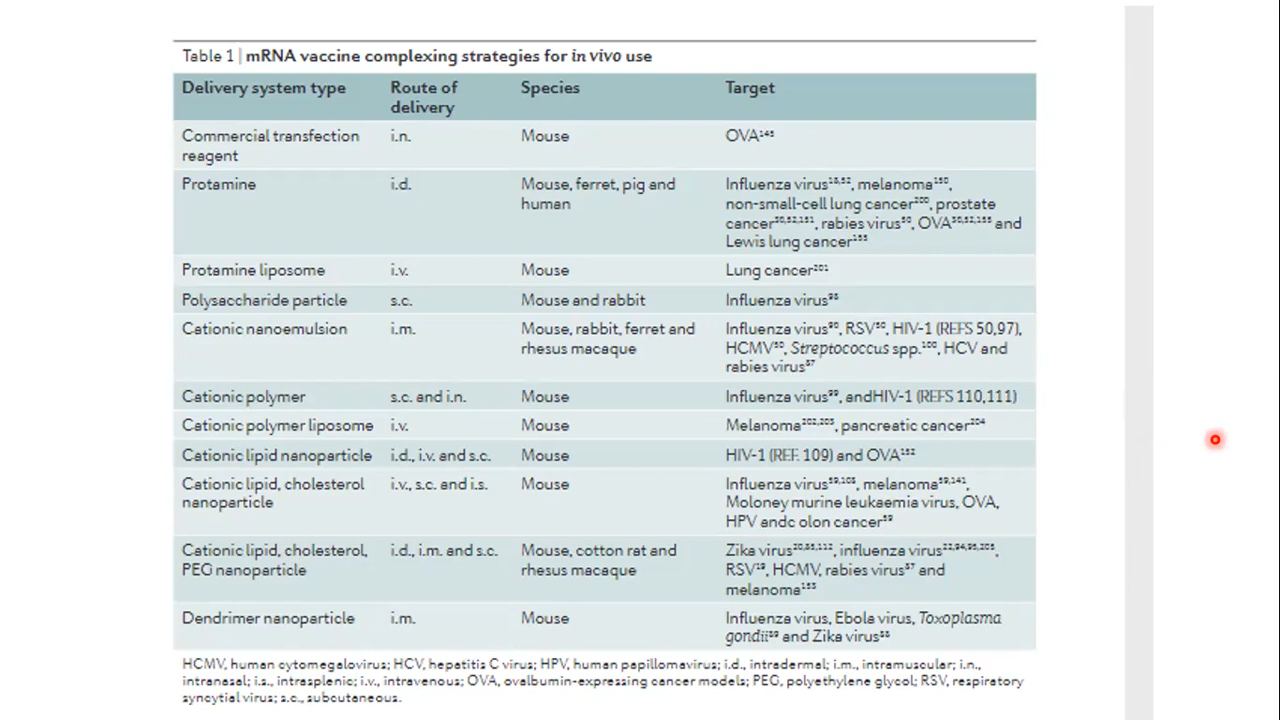 Table 1 | mRNA vaccine complexing strategies for in vivo use
Delivery system type Route of delivery Species Target
Commercial transfection reagent i.n. Mouse OVA¹⁴⁵
Protamine i.d. Mouse, ferret, pig and human Influenza virus, melanoma, non-small-cell lung cancer, prostate cancer, rabies virus, OVA and Lewis lung cancer
Protamine liposome i.v. Mouse Lung cancer²⁰¹
Polysaccharide particle s.c. Mouse and rabbit Influenza virus
Cationic nanoemulsion i.m. Mouse, rabbit, ferret and rhesus macaque Influenza virus, RSV, HIV-1 (REFS 50,97), HCMV, Streptococcus spp., HCV and rabies virus
Cationic polymer s.c. and i.n. Mouse Influenza virus, andHIV-1 (REFS 110,111)
Cationic polymer liposome i.v. Mouse Melanoma, pancreatic cancer²⁰⁴
Cationic lipid nanoparticle i.d., i.v. and s.c. Mouse HIV-1 (REF. 109) and OVA
Cationic lipid, cholesterol nanoparticle i.v., s.c. and i.s. Mouse Influenza virus, melanoma, Moloney murine leukaemia virus, OVA, HPV andc olon cancer
Cationic lipid, cholesterol, PEG nanoparticle i.d., i.m. and s.c. Mouse, cotton rat and rhesus macaque Zika virus, influenza virus, RSV, HCMV, rabies virus and melanoma
Dendrimer nanoparticle i.m. Mouse Influenza virus, Ebola virus, Toxoplasma gondii and Zika virus
HCMV, human cytomegalovirus; HCV, hepatitis C virus; HPV, human papillomavirus; i.d., intradermal; i.m., intramuscular; i.n.,
intranasal; i.s., intrasplenic; i.v., intravenous; OVA, ovalbumin-expressing cancer models; PEG, polyethylene glycol; RSV, respiratory
syncytial virus; s.c., subcutaneous.